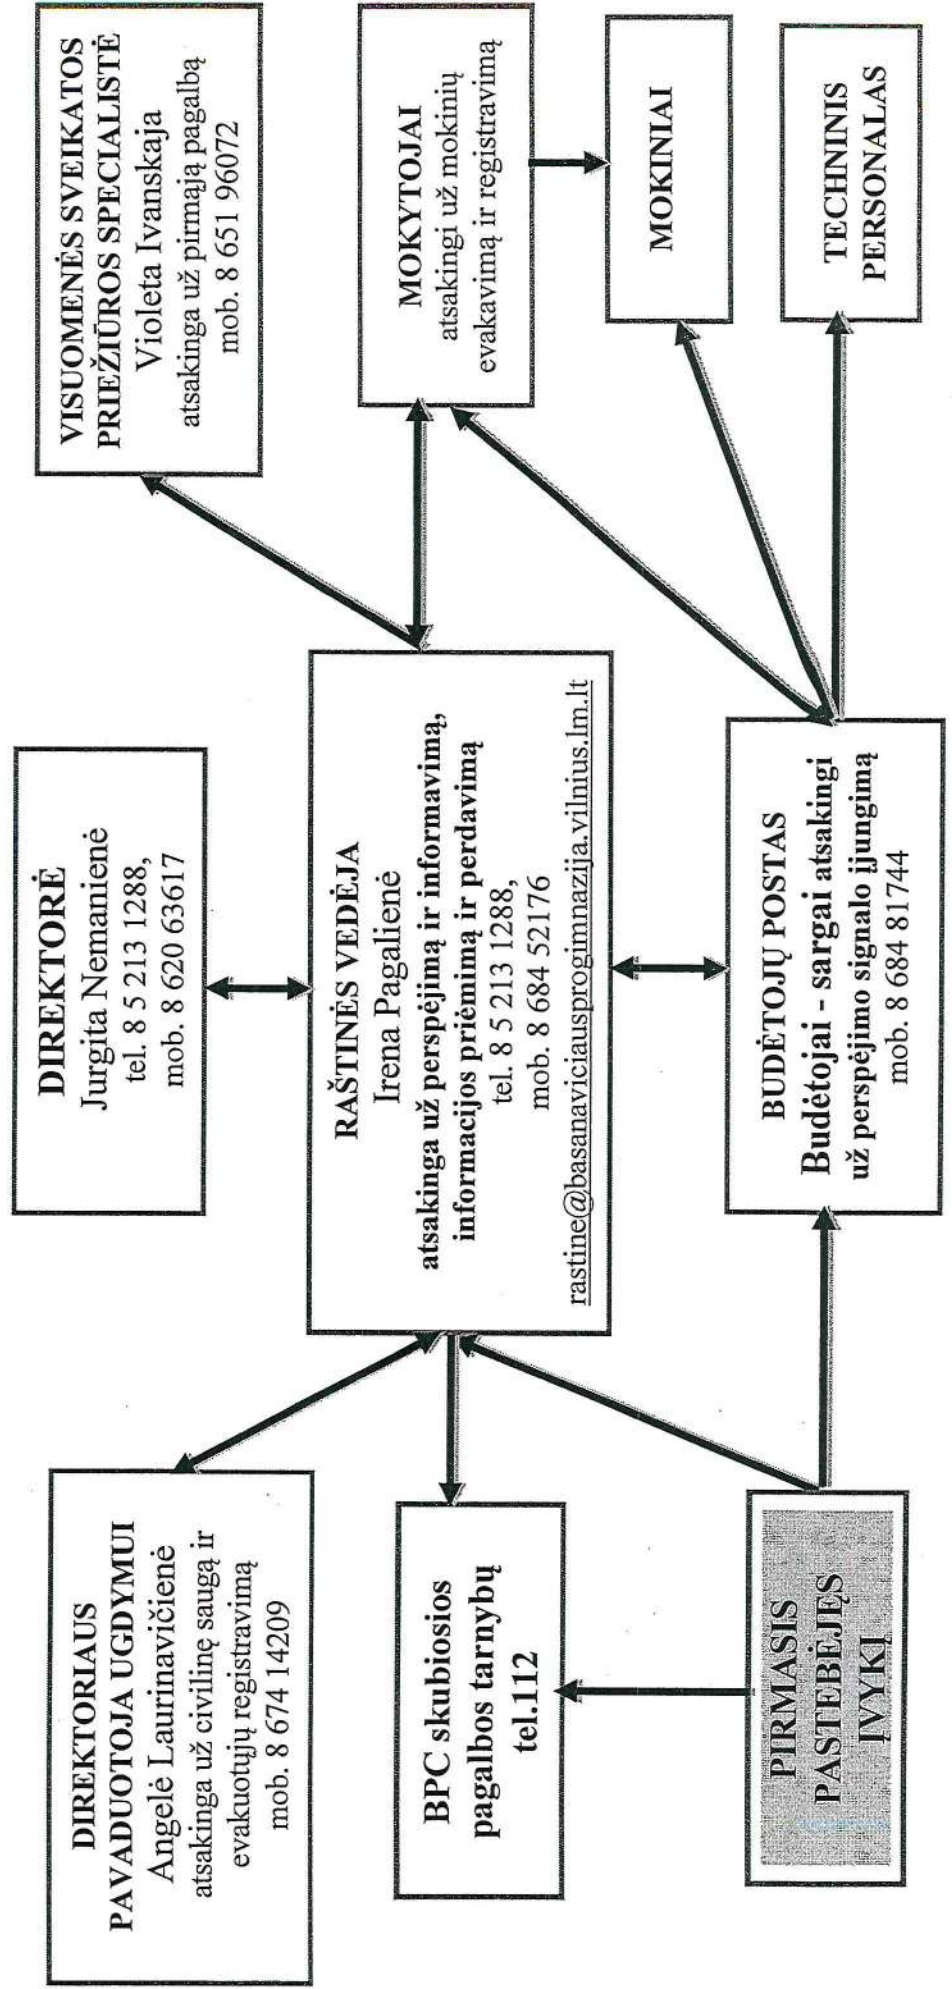 DIREKTORIAUS
PAVADUOTOJA UGDYMUI
Angelė Laurinavičienė
atsakinga už civilinę saugą ir
evakuotųjų registravimą
mob. 8 674 14209
DIREKTORĖ
Jurgita Nemanienė
tel. 8 5 213 1288,
mob. 8 620 63617
VISUOMENĖS SVEIKATOS
PRIEŽIŪROS SPECIALISTĖ
Violeta Ivanskaja
atsakinga už pirmąją pagalbą
mob. 8 651 96072
BPC skubiosios
pagalbos tarnybų
tel.112
RAŠTINĖS VEDĖJA
Irena Pagalienė
atsakinga už perspėjimą ir informavimą,
informacijos priėmimą ir perdavimą
tel. 8 5 213 1288,
mob. 8 684 52176
rastine@basanaviciausprogimnazija.vilnius.lm.lt
MOKYTOJAI
atsakingi už mokinių
evakavimą ir registravimą
MOKINIAI
PIRMASIS
PASTEBĖJĘS
ĮVYKĮ
BUDĖTOJŲ POSTAS
Budėtojai - sargai atsakingi
už perspėjimo signalo įjungimą
mob. 8 684 81744
TECHNINIS
PERSONALAS